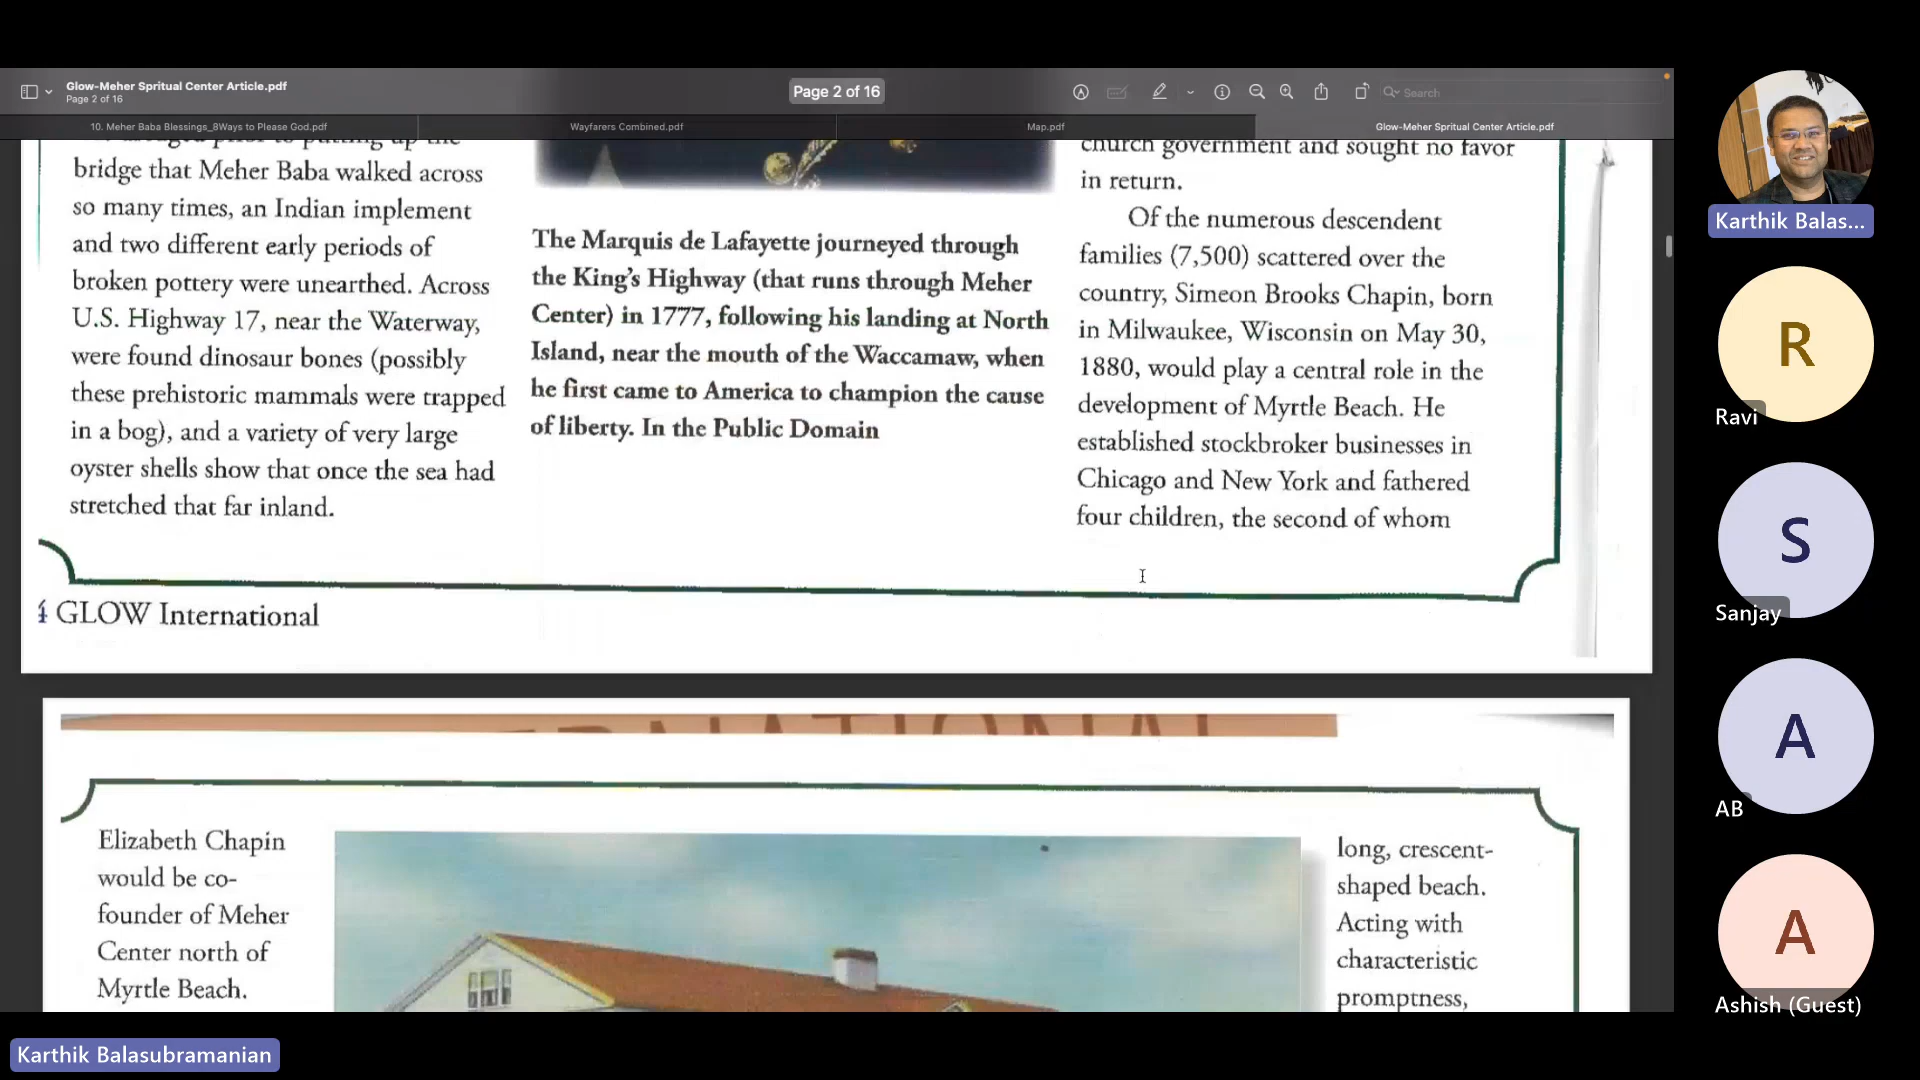 Glow-Meher Spritual Center Article.pdf
Page 2 of 16
Page 2 of 16
Search
10. Meher Baba Blessings_8Ways to Please God.pdf
Wayfarers Combined.pdf
Map.pdf
Glow-Meher Spritual Center Article.pdf
prior to putting up the
bridge that Meher Baba walked across
so many times, an Indian implement
and two different early periods of
broken pottery were unearthed. Across
U.S. Highway 17, near the Waterway,
were found dinosaur bones (possibly
these prehistoric mammals were trapped
in a bog), and a variety of very large
oyster shells show that once the sea had
stretched that far inland.
The Marquis de Lafayette journeyed through
the King's Highway (that runs through Meher
Center) in 1777, following his landing at North
Island, near the mouth of the Waccamaw, when
he first came to America to champion the cause
of liberty. In the Public Domain
church government and sought no favor
in return.
Of the numerous descendent
families (7,500) scattered over the
country, Simeon Brooks Chapin, born
in Milwaukee, Wisconsin on May 30,
1880, would play a central role in the
development of Myrtle Beach. He
established stockbroker businesses in
Chicago and New York and fathered
four children, the second of whom
4 GLOW International
Elizabeth Chapin
would be co-
founder of Meher
Center north of
Myrtle Beach.
long, crescent-
shaped beach.
Acting with
characteristic
promptness,
Karthik Balas...
R
Ravi
S
Sanjay
A
AB
A
Ashish (Guest)
Karthik Balasubramanian